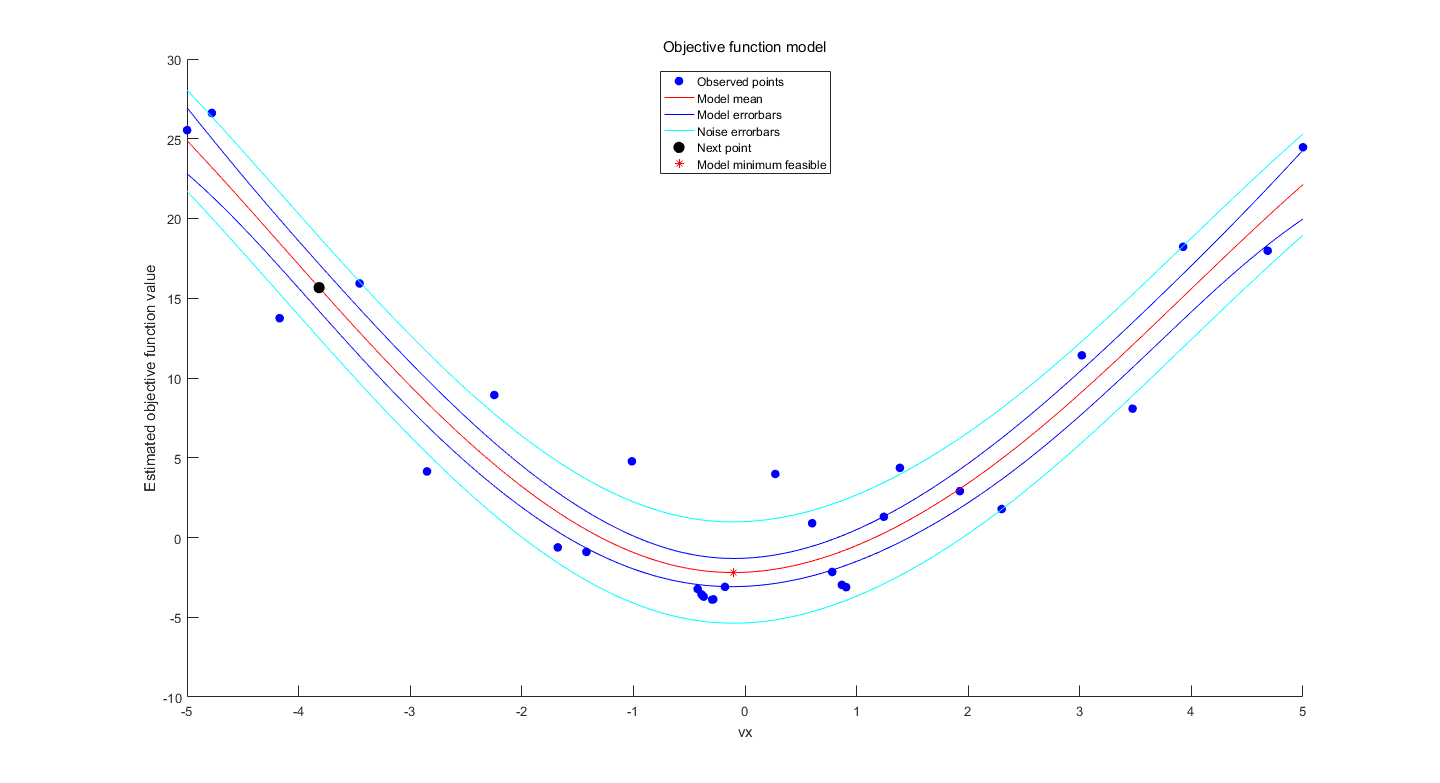 Objective function model
Observed points
Model mean
Model errorbars
Noise errorbars
Next point
Model minimum feasible
Estimated objective function value
30
25
20
15
10
5
0
-5
-10
-5
-4
-3
-2
-1
0
1
2
3
4
5
vx